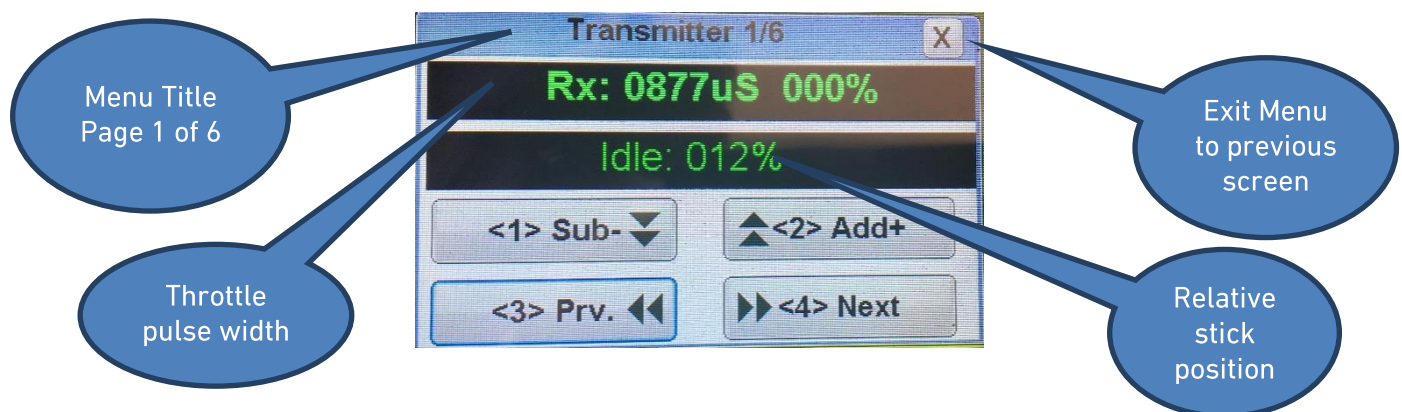 Transmitter 1/6
X
Rx: 0877uS 000%
Idle: 012%
<1> Sub-
<2> Add+
<3> Prv.
<4> Next
Menu Title
Page 1 of 6
Throttle
pulse width
Exit Menu
to previous
screen
Relative
stick
position